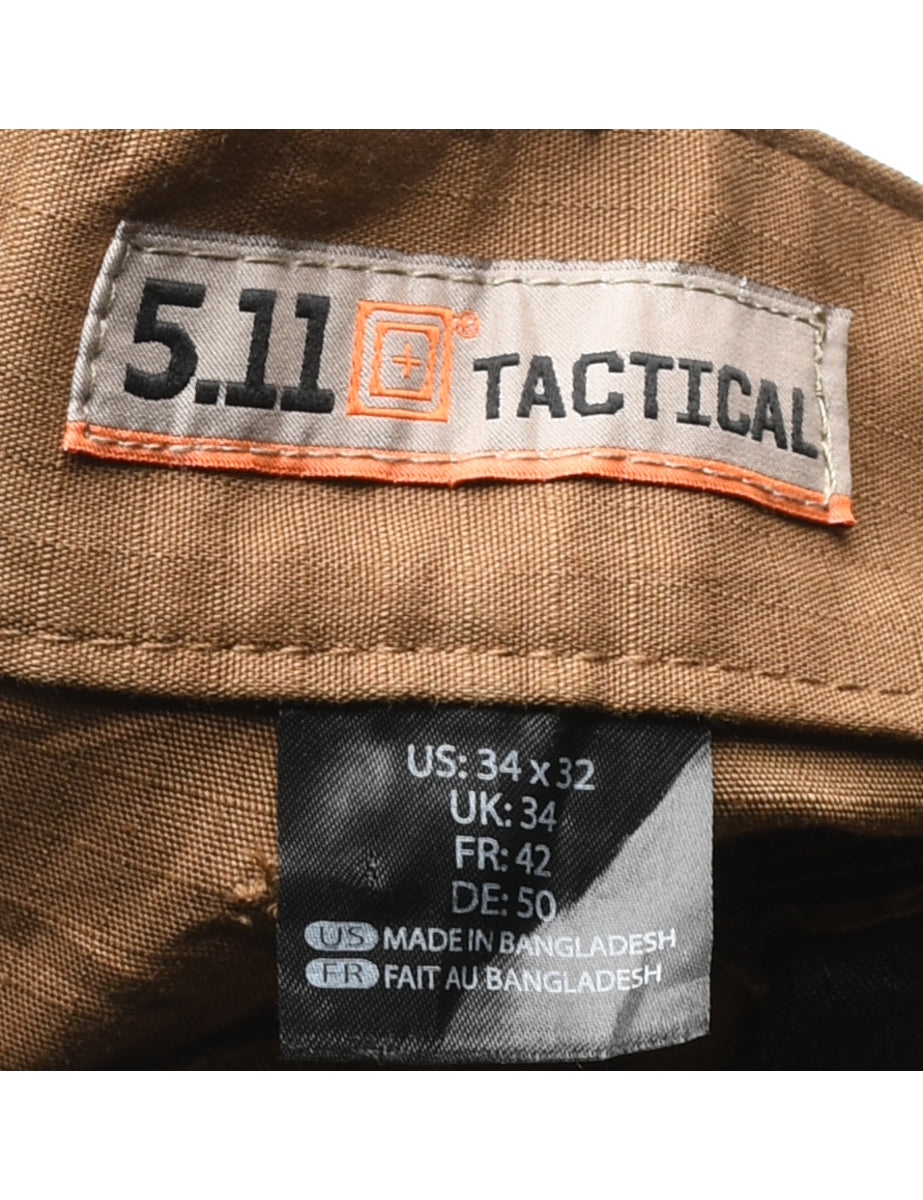 5.11 © TACTICAL
US: 34 x 32
UK: 34
FR: 42
DE: 50
US MADE IN BANGLADESH
FR FAIT AU BANGLADESH